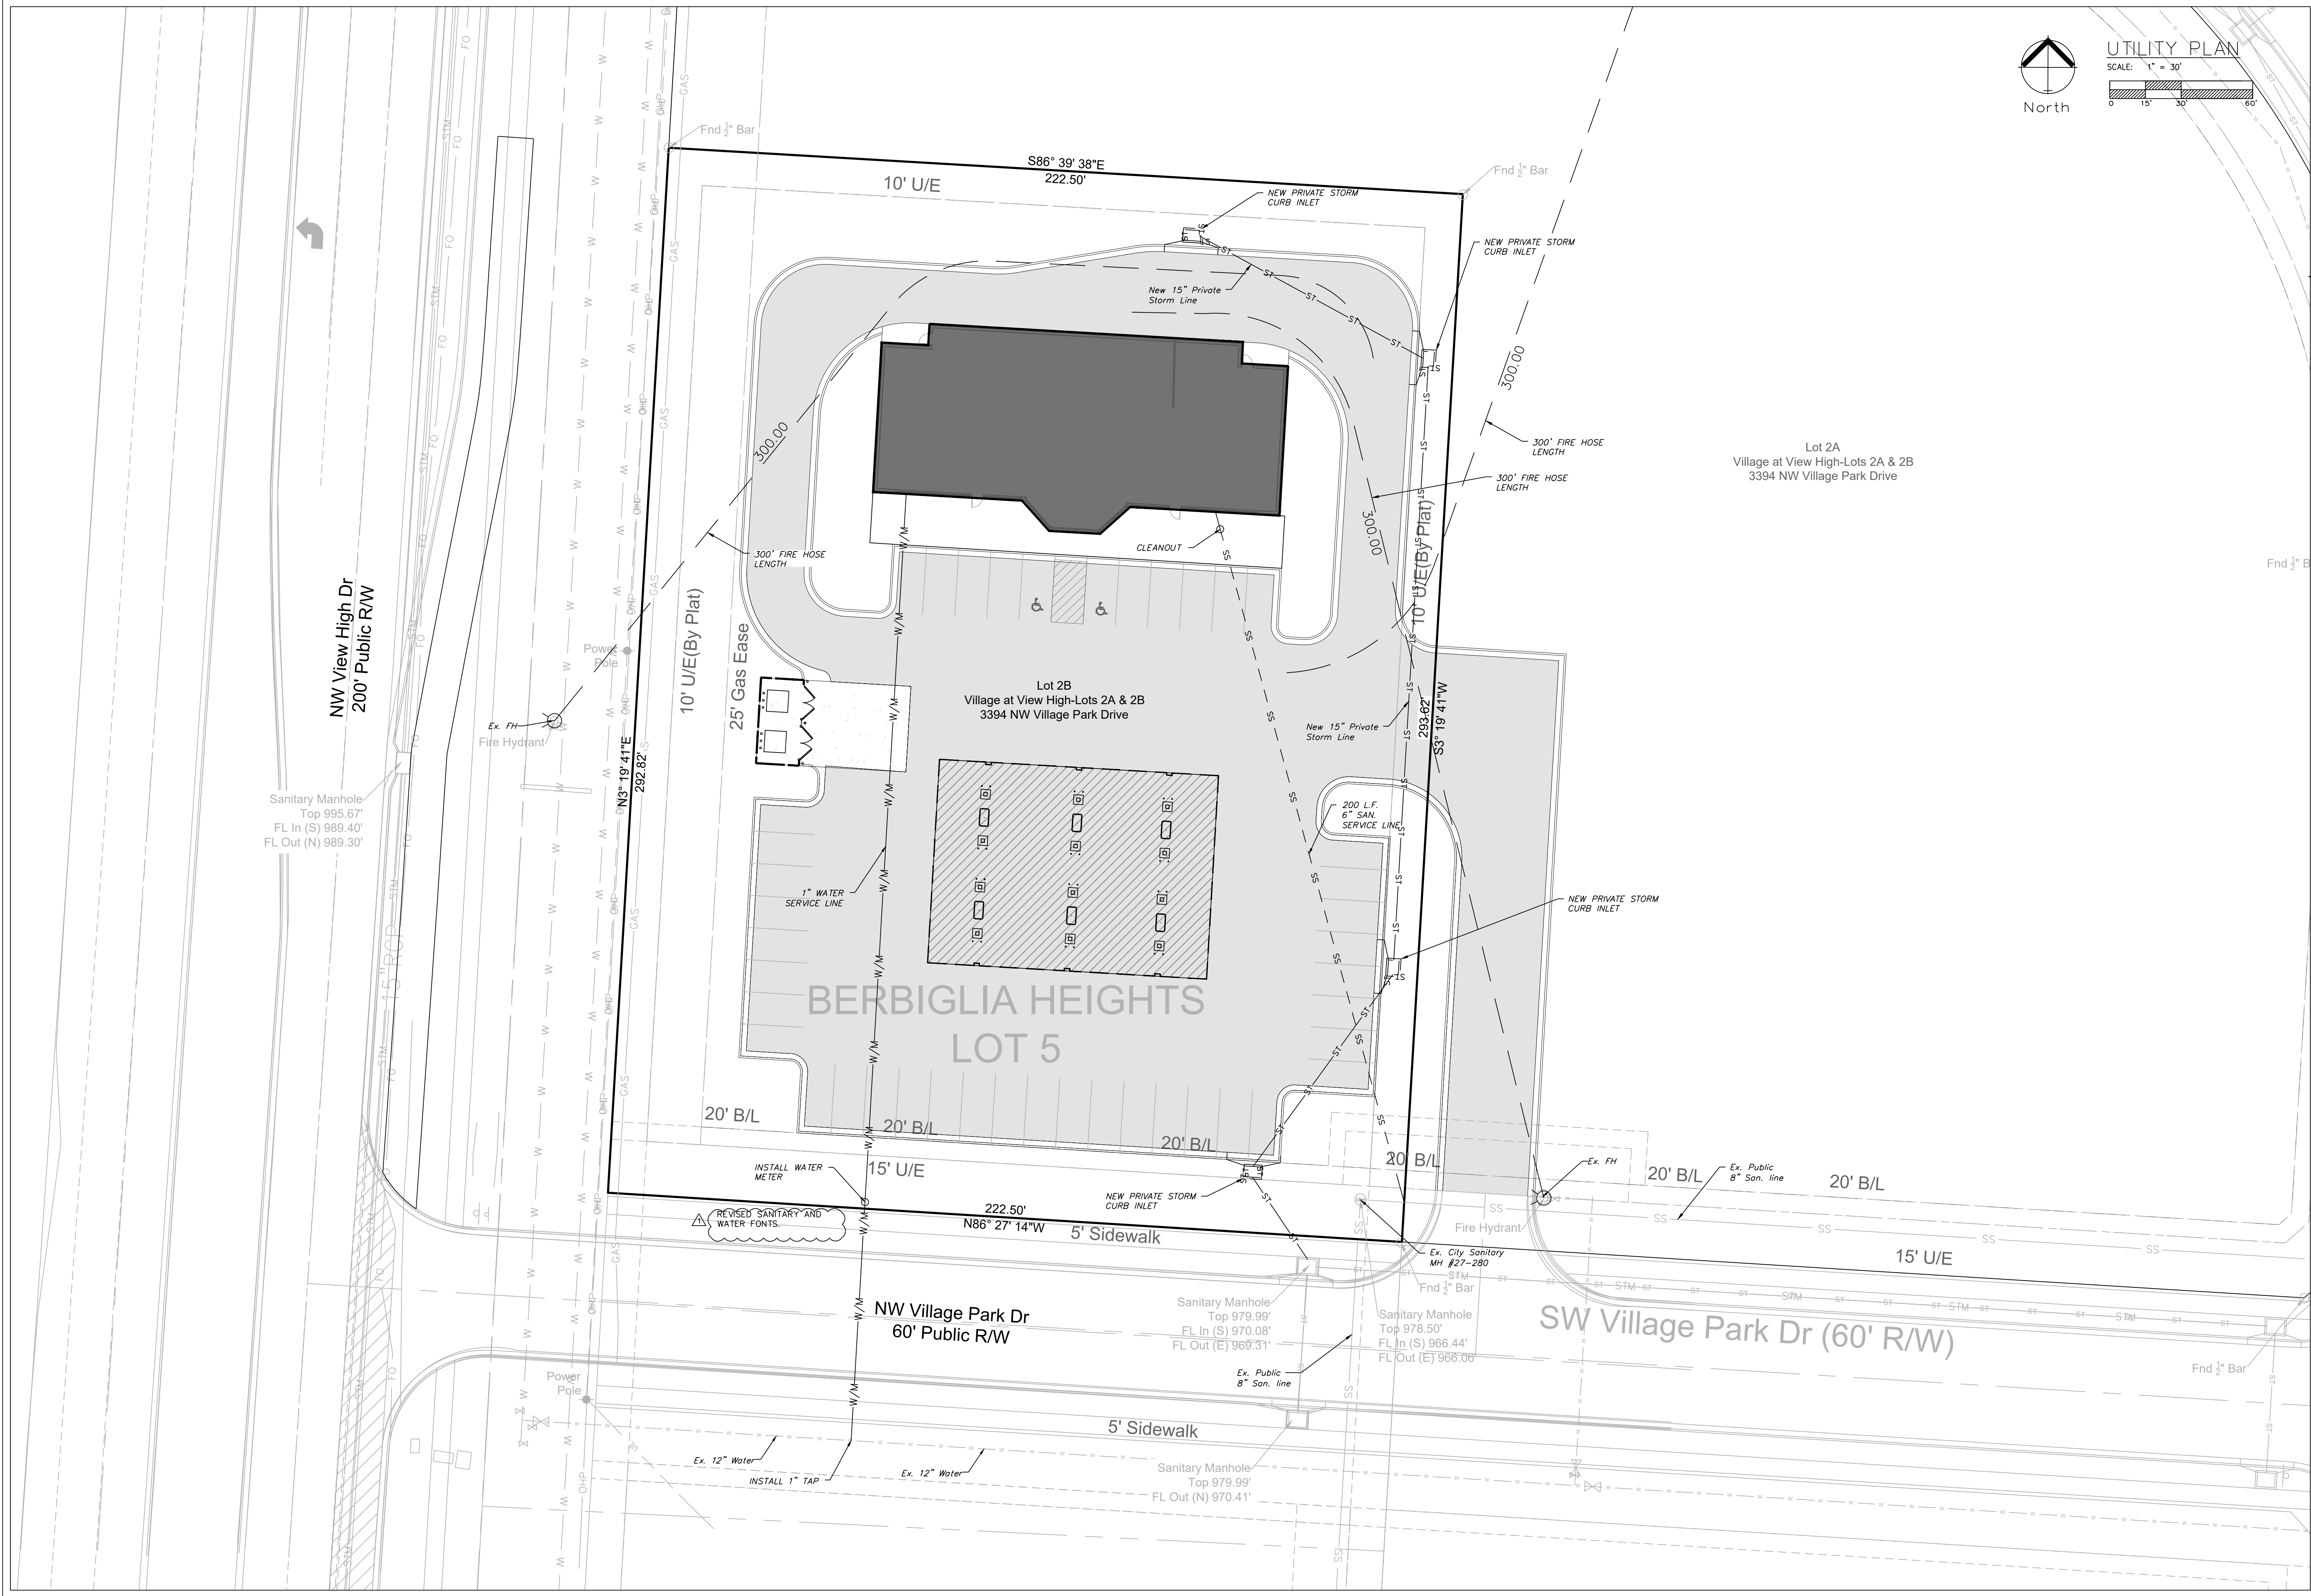 UTILITY PLAN
SCALE: 1" = 30'
0 15' 30' 60'
North
Fnd 1/2" Bar
S86° 39' 38"E
222.50'
10' U/E
Fnd 1/2" Bar
NEW PRIVATE STORM
CURB INLET
NEW PRIVATE STORM
CURB INLET
New 15" Private
Storm Line
300.00
300' FIRE HOSE
LENGTH
300' FIRE HOSE
LENGTH
300.00
300.00
300' FIRE HOSE
LENGTH
Lot 2A
Village at View High-Lots 2A & 2B
3394 NW Village Park Drive
Fnd 1/2" B
CLEANOUT
NW View High Dr
200' Public R/W
10' U/E(By Plat)
25' Gas Ease
10' U/E(By Plat)
Power
Pole
Ex. FH
Fire Hydrant
N3° 19' 41"E
292.82'
Lot 2B
Village at View High-Lots 2A & 2B
3394 NW Village Park Drive
New 15" Private
Storm Line
293.62'
S3° 19' 41"W
Sanitary Manhole
Top 995.67'
FL In (S) 989.40'
FL Out (N) 989.30'
200 L.F.
6" SAN.
SERVICE LINE
1" WATER
SERVICE LINE
NEW PRIVATE STORM
CURB INLET
15" RCP
BERBIGLIA HEIGHTS
LOT 5
20' B/L
20' B/L
20' B/L
20' B/L
20' B/L
20' B/L
INSTALL WATER
METER
15' U/E
NEW PRIVATE STORM
CURB INLET
Ex. FH
Ex. Public
8" San. line
1
REVISED SANITARY AND
WATER FONTS.
222.50'
N86° 27' 14"W
5' Sidewalk
Fire Hydrant
Ex. City Sanitary
MH #27-280
Fnd 1/2" Bar
15' U/E
NW Village Park Dr
60' Public R/W
Sanitary Manhole
Top 979.99'
FL In (S) 970.08'
FL Out (E) 969.31'
Sanitary Manhole
Top 978.50'
FL In (S) 966.44'
FL Out (E) 966.06'
SW Village Park Dr (60' R/W)
Fnd 1/2" Bar
Power
Pole
Ex. Public
8" San. line
5' Sidewalk
Ex. 12" Water
INSTALL 1" TAP
Ex. 12" Water
Sanitary Manhole
Top 979.99'
FL Out (N) 970.41'